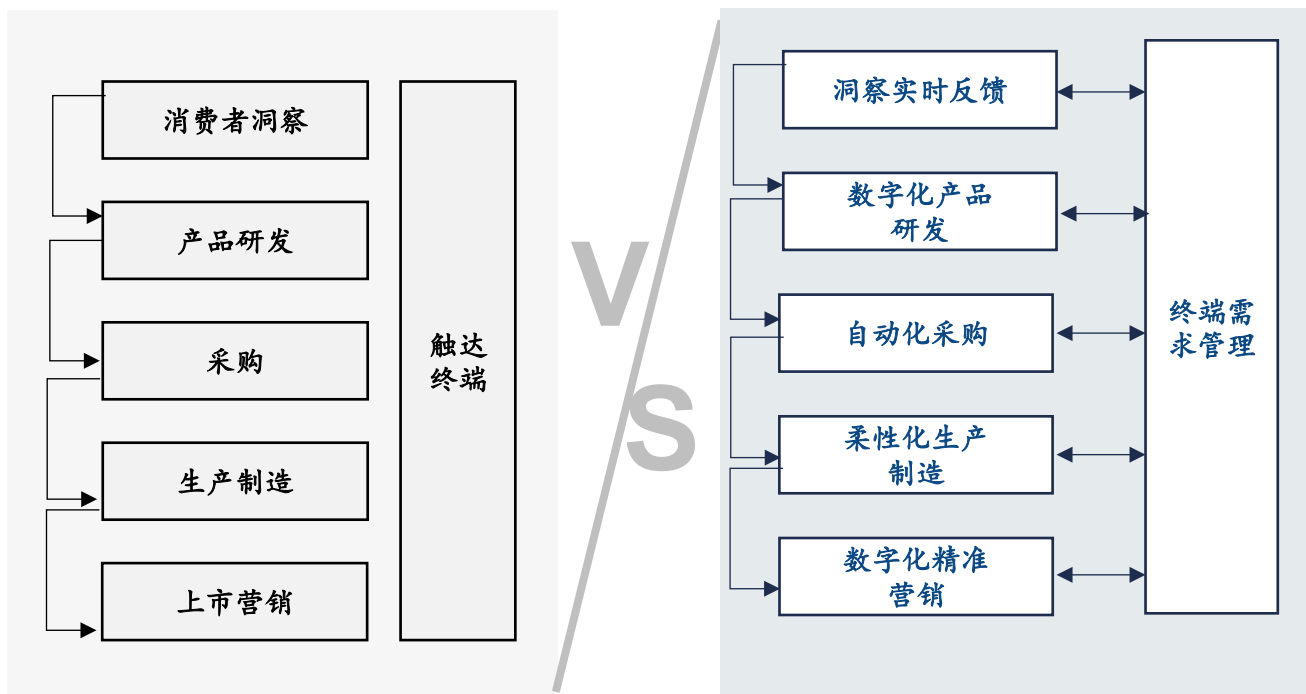 消费者洞察
产品研发
采购
生产制造
上市营销
触达
终端
V
S
洞察实时反馈
数字化产品
研发
自动化采购
柔性化生产
制造
数字化精准
营销
终端需
求管理